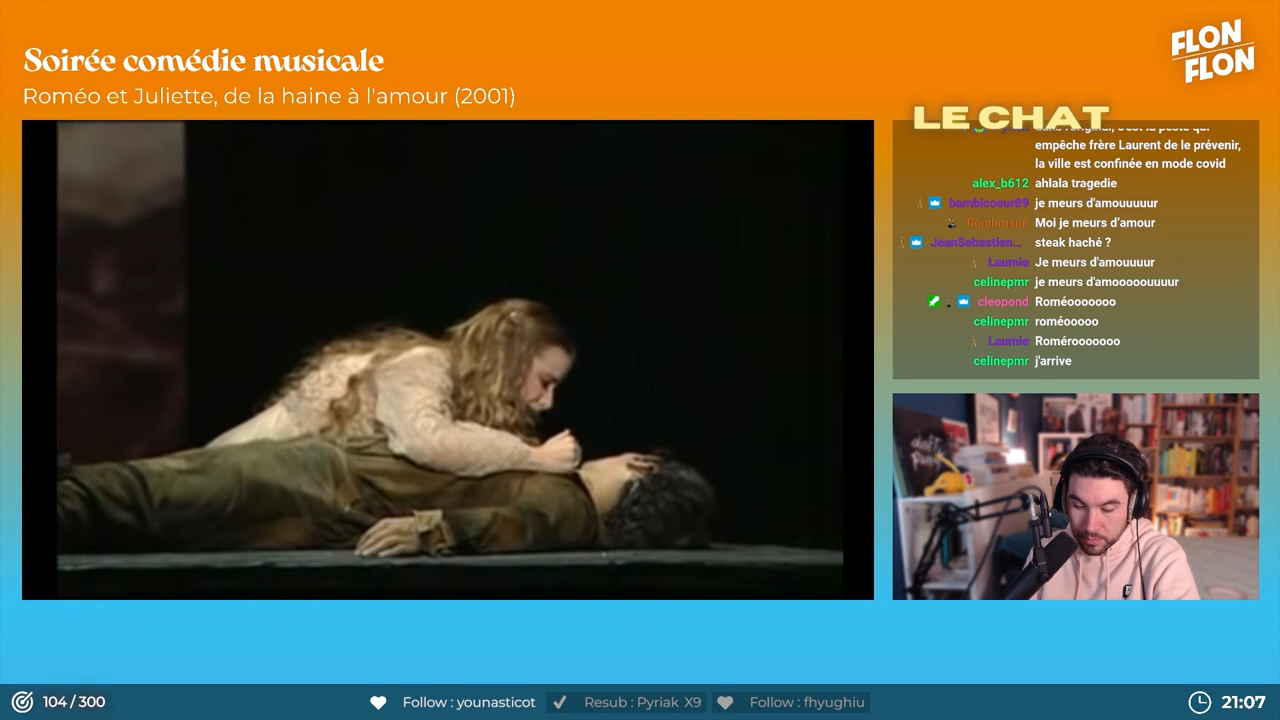 Soirée comédie musicale
Roméo et Juliette, de la haine à l'amour (2001)
FLON
FLON
LE CHAT
empêche frère Laurent de le prévenir,
la ville est confinée en mode covid
alex_b612 ahlala tragedie
bambicoeur89 je meurs d'amouuuuur
flojohmson Moi je meurs d'amour
JeanSebastien... steak haché ?
Laurnie Je meurs d'amouuuur
celinepmr je meurs d'amooooouuuur
cleopond Roméooooooo
celinepmr roméooooo
Laurnie Roméroooooooo
celinepmr j'arrive
104 / 300
Follow : younasticot
Resub : Pyriak X9
Follow : fhyughiu
21:07